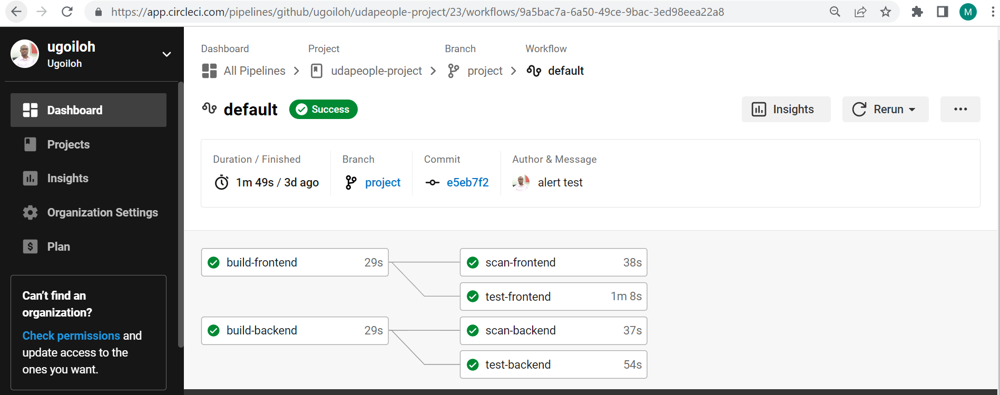 https://app.circleci.com/pipelines/github/ugoiloh/udapeople-project/23/workflows/9a5bac7a-6a50-49ce-9bac-3ed98eea22a8
M
ugoiloh
Ugoiloh
Dashboard
Projects
Insights
Organization Settings
Plan
Can't find an
organization?
Check permissions and
update access to the
ones you want.
Dashboard Project Branch Workflow
All Pipelines udapeople-project project default
default Success Insights Rerun
Duration / Finished Branch Commit Author & Message
1m 49s / 3d ago project e5eb7f2 alert test
build-frontend 29s scan-frontend 38s
test-frontend 1m 8s
build-backend 29s scan-backend 37s
test-backend 54s